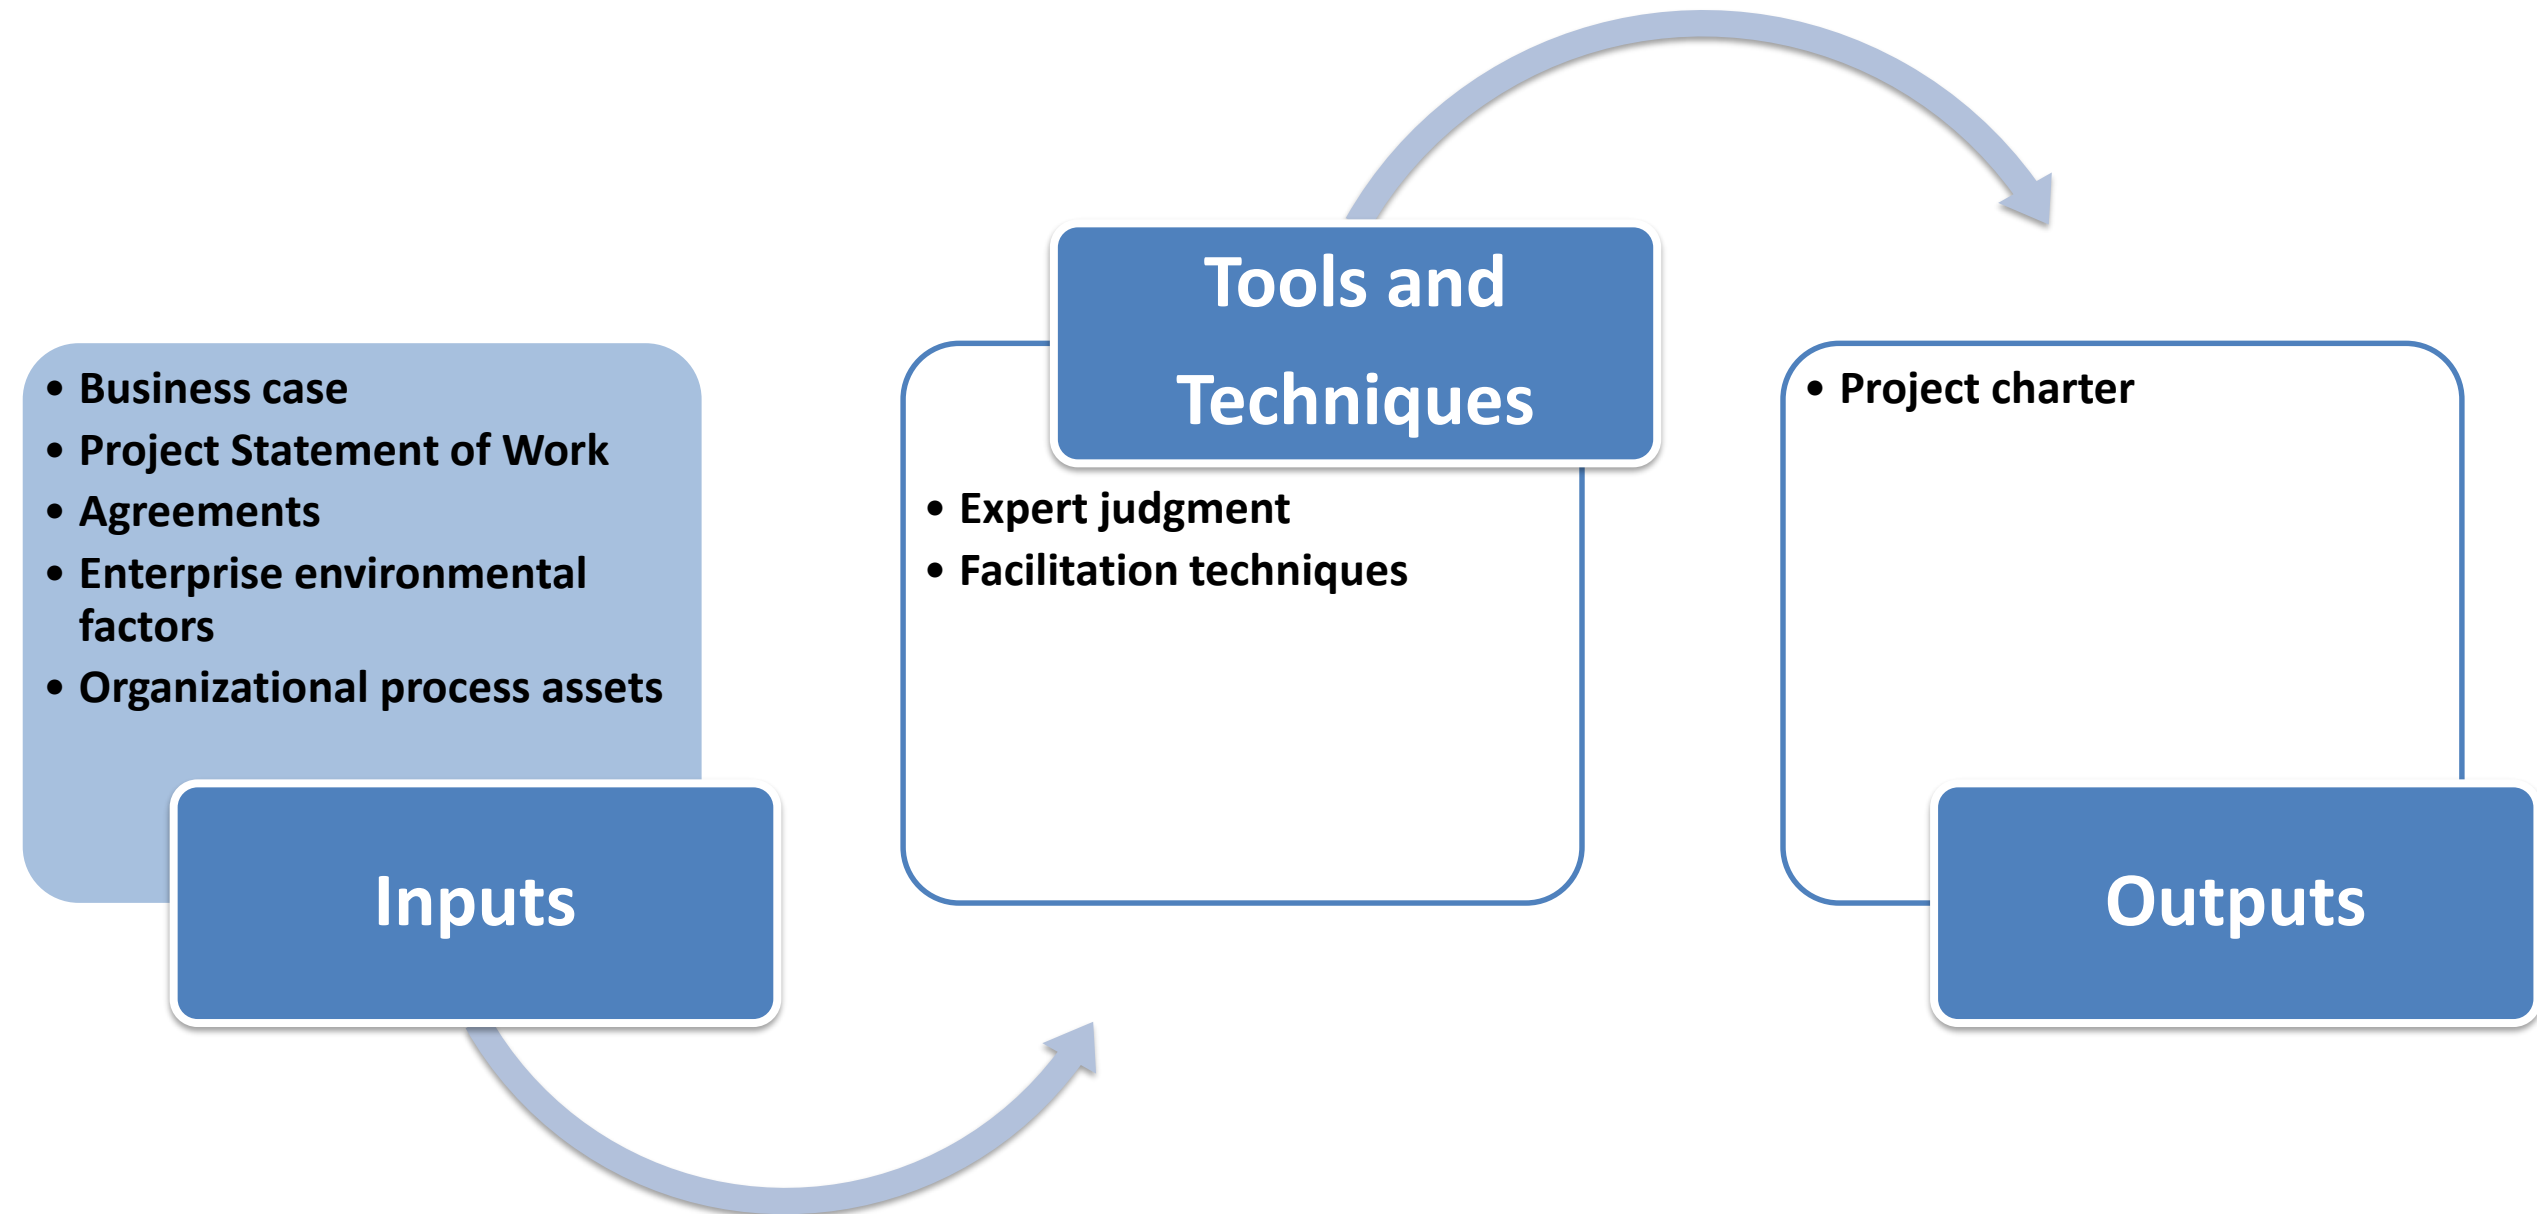 • Business case
• Project Statement of Work
• Agreements
• Enterprise environmental
factors
• Organizational process assets
Inputs
Tools and
Techniques
• Expert judgment
• Facilitation techniques
• Project charter
Outputs